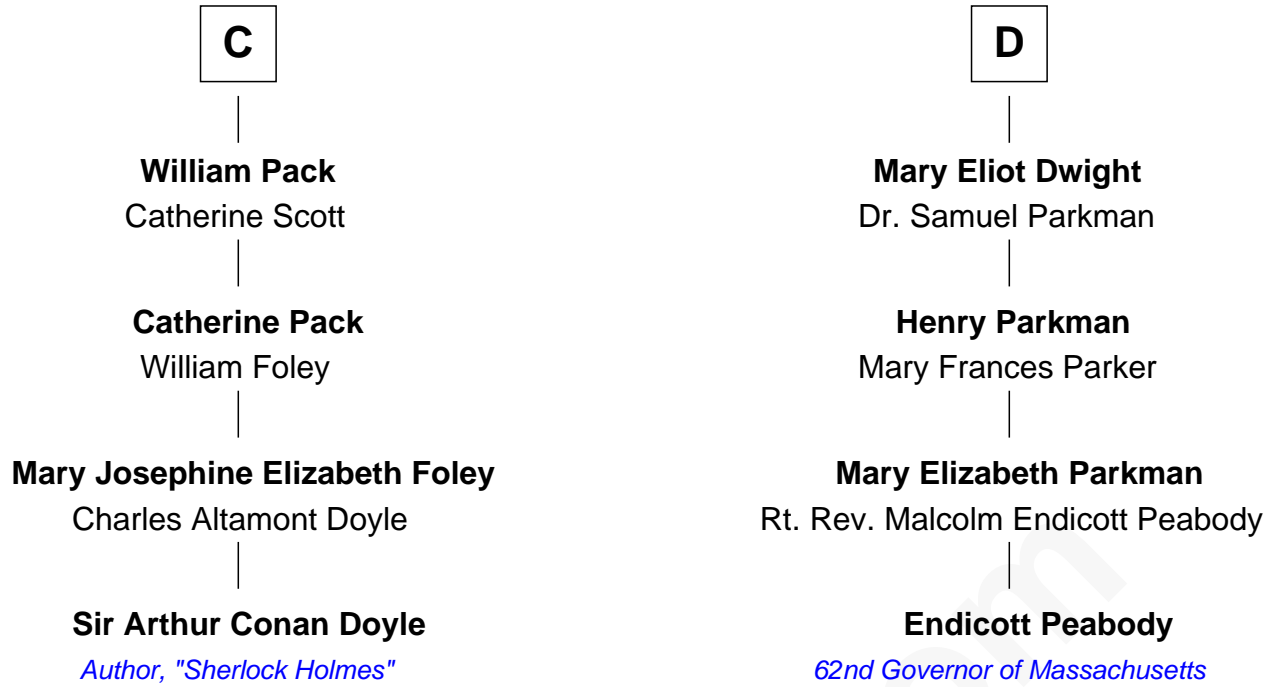 C
William Pack
Catherine Scott
Catherine Pack
William Foley
Mary Josephine Elizabeth Foley
Charles Altamont Doyle
Sir Arthur Conan Doyle
Author, "Sherlock Holmes"
D
Mary Eliot Dwight
Dr. Samuel Parkman
Henry Parkman
Mary Frances Parker
Mary Elizabeth Parkman
Rt. Rev. Malcolm Endicott Peabody
Endicott Peabody
62nd Governor of Massachusetts